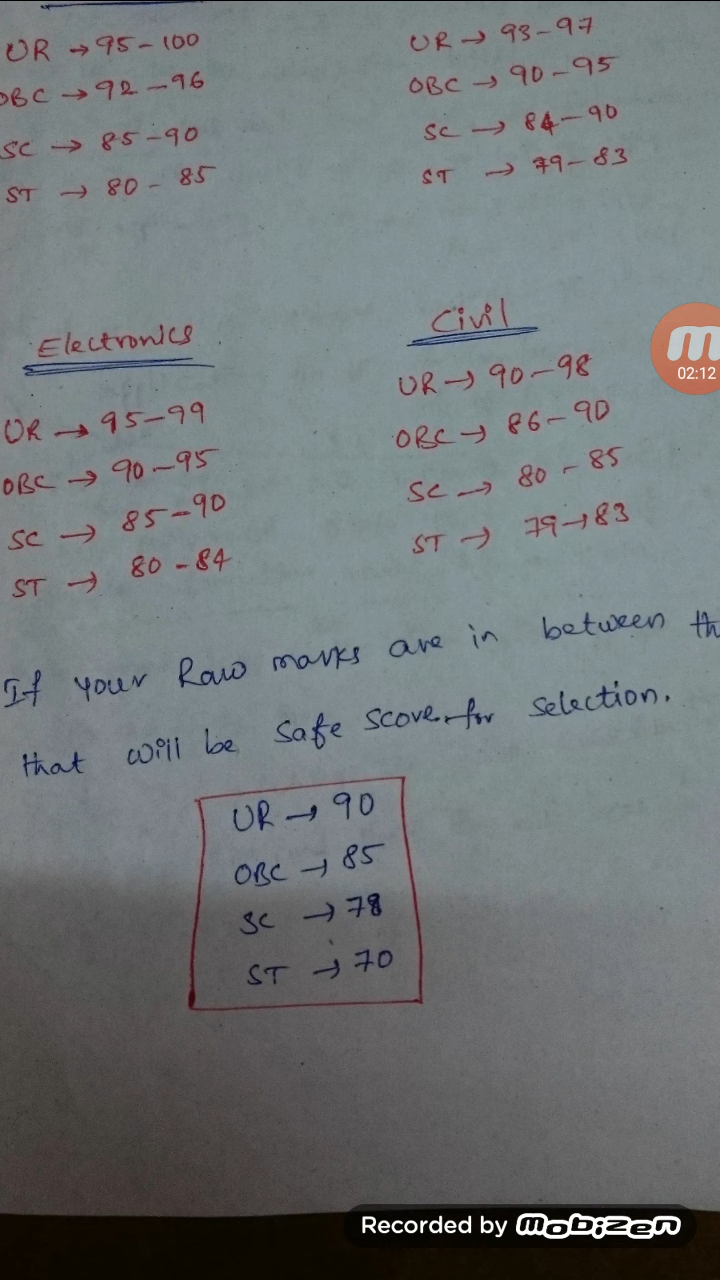 UR → 95-100
OBC → 92-96
SC → 85-90
ST → 80-85
UR → 93-97
OBC → 90-95
SC → 84-90
ST → 79-83
Electronics
UR → 95-99
OBC → 90-95
SC → 85-90
ST → 80-84
Civil
UR → 90-98
OBC → 86-90
SC → 80-85
ST → 79→83
02:12
If your Raw marks are in between th
that will be safe score for selection.
UR → 90
OBC → 85
SC → 78
ST → 70
Recorded by mobizen